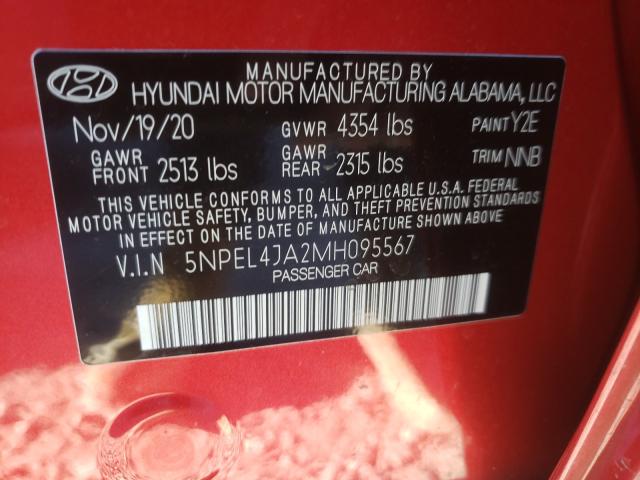 MANUFACTURED BY
HYUNDAI MOTOR MANUFACTURING ALABAMA, LLC
Nov/19/20 GVWR 4354 lbs PAINT Y2E
GAWR FRONT 2513 lbs GAWR REAR 2315 lbs TRIM NNB
THIS VEHICLE CONFORMS TO ALL APPLICABLE U.S.A. FEDERAL
MOTOR VEHICLE SAFETY, BUMPER, AND THEFT PREVENTION
STANDARDS IN EFFECT ON THE DATE OF MANUFACTURE SHOWN ABOVE
V.I.N 5NPEL4JA2MH095567
PASSENGER CAR